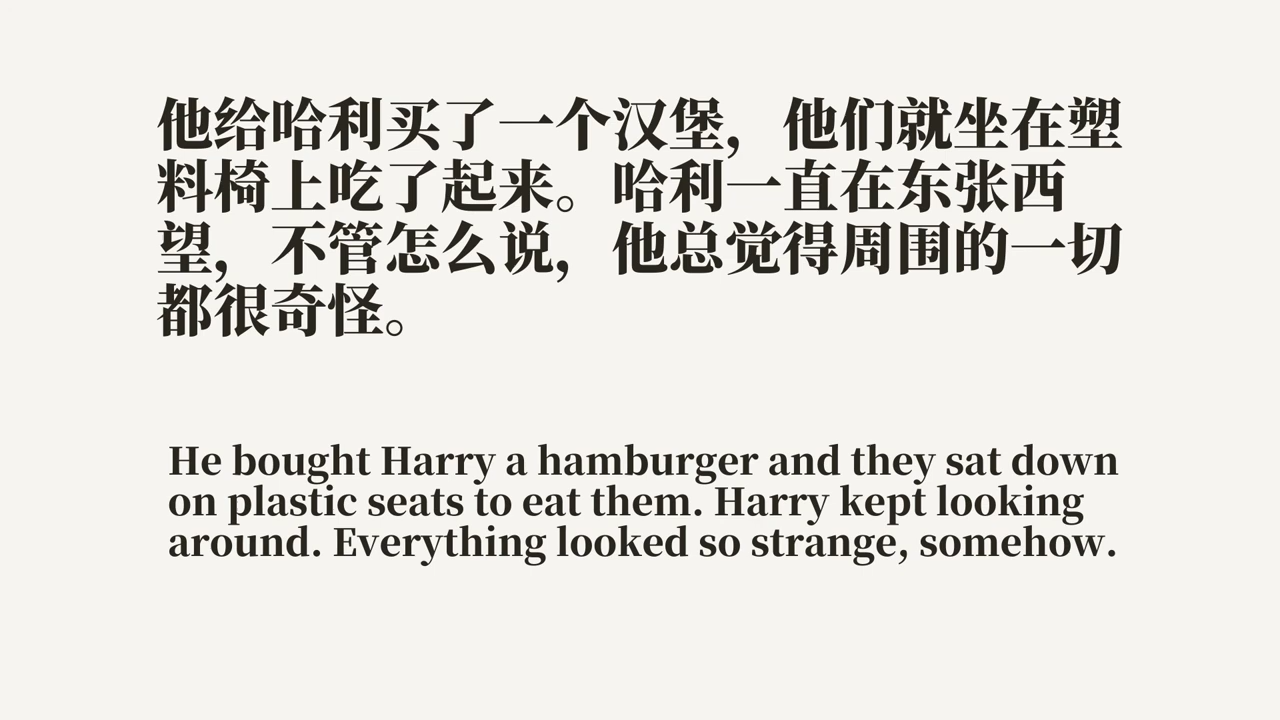 他给哈利买了一个汉堡，他们就坐在塑
料椅上吃了起来。哈利一直在东张西
望，不管怎么说，他总觉得周围的一切
都很奇怪。
He bought Harry a hamburger and they sat down
on plastic seats to eat them. Harry kept looking
around. Everything looked so strange, somehow.